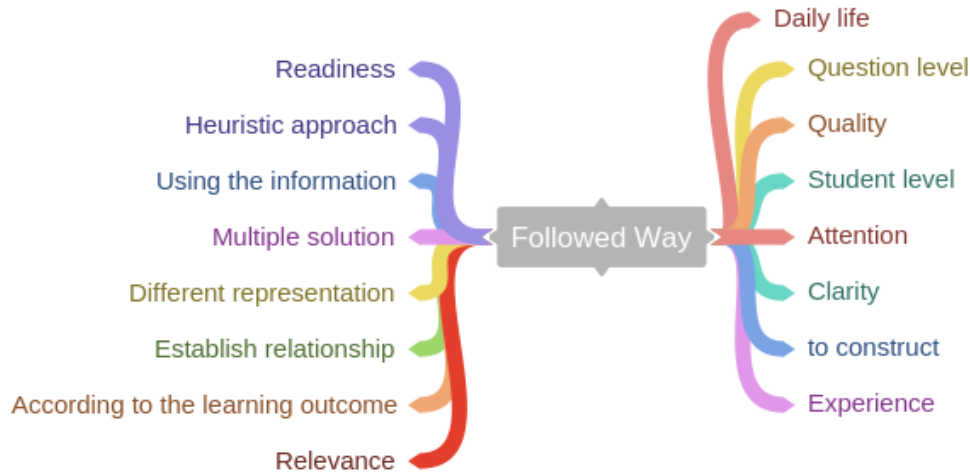 Daily life
Readiness
Question level
Heuristic approach
Quality
Using the information
Student level
Multiple solution
Followed Way
Attention
Different representation
Clarity
Establish relationship
to construct
According to the learning outcome
Experience
Relevance